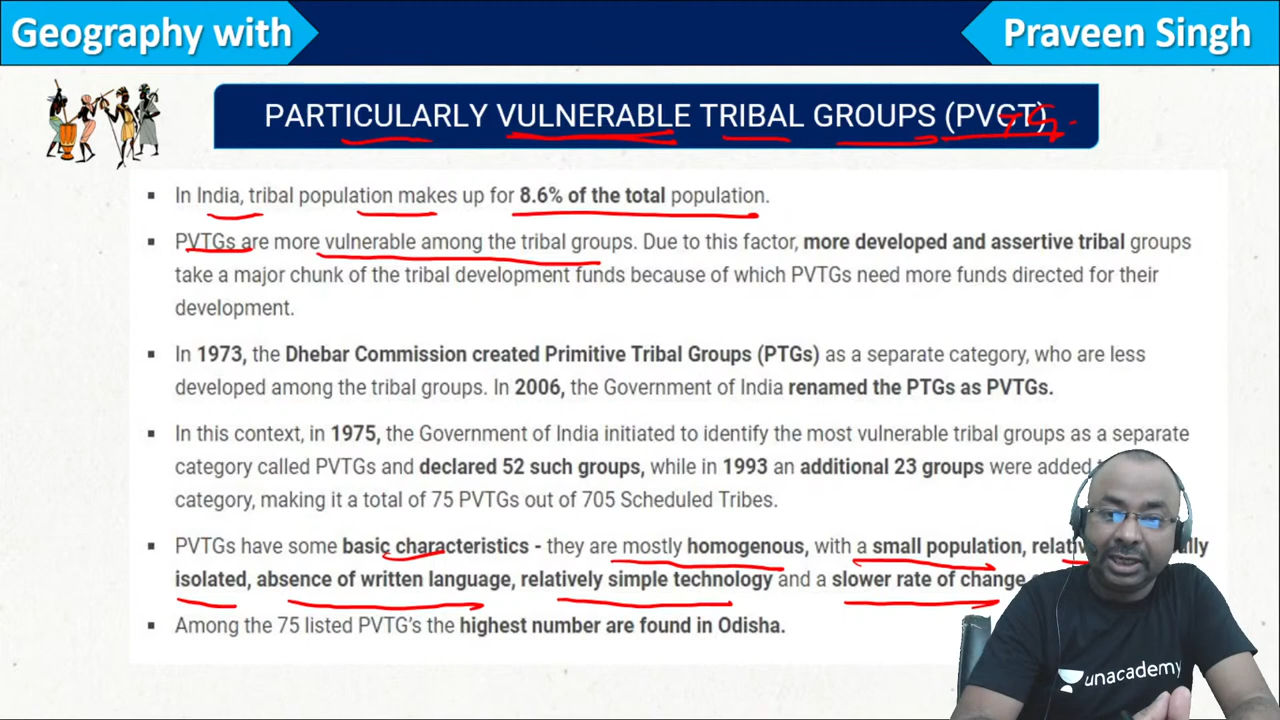 Geography with
Praveen Singh
PARTICULARLY VULNERABLE TRIBAL GROUPS (PVGT)
TG
▪ In India, tribal population makes up for 8.6% of the total population.
▪ PVTGs are more vulnerable among the tribal groups. Due to this factor, more developed and assertive tribal groups
take a major chunk of the tribal development funds because of which PVTGs need more funds directed for their
development.
▪ In 1973, the Dhebar Commission created Primitive Tribal Groups (PTGs) as a separate category, who are less
developed among the tribal groups. In 2006, the Government of India renamed the PTGs as PVTGs.
▪ In this context, in 1975, the Government of India initiated to identify the most vulnerable tribal groups as a separate
category called PVTGs and declared 52 such groups, while in 1993 an additional 23 groups were added
category, making it a total of 75 PVTGs out of 705 Scheduled Tribes.
▪ PVTGs have some basic characteristics - they are mostly homogenous, with a small population,
isolated, absence of written language, relatively simple technology and a slower rate of change
▪ Among the 75 listed PVTG's the highest number are found in Odisha.
unacademy